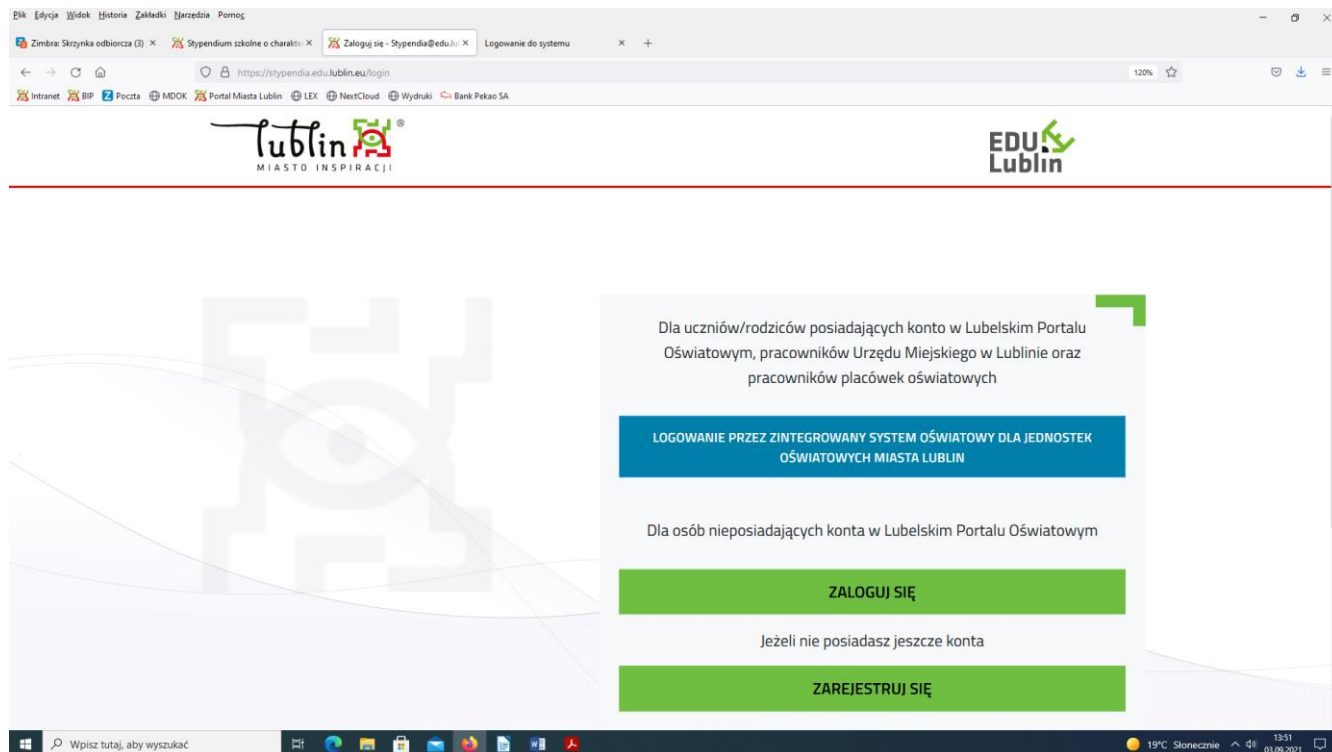 Plik Edycja Widok Historia Zakładki Narzędzia Pomoc
Zimbra: Skrzynka odbiorcza (3)
Stypendium szkolne o charakte
Zaloguj się - Stypendia@edu.lu
Logowanie do systemu
https://stypendia.edu.lublin.eu/login
120%
Intranet BIP Poczta MDOK Portal Miasta Lublin LEX NextCloud Wydruki Bank Pekao SA
lublin ®
MIASTO INSPIRACJI
EDU
Lublin
Dla uczniów/rodziców posiadających konto w Lubelskim Portalu
Oświatowym, pracowników Urzędu Miejskiego w Lublinie oraz
pracowników placówek oświatowych
LOGOWANIE PRZEZ ZINTEGROWANY SYSTEM OŚWIATOWY DLA JEDNOSTEK
OŚWIATOWYCH MIASTA LUBLIN
Dla osób nieposiadających konta w Lubelskim Portalu Oświatowym
ZALOGUJ SIĘ
Jeżeli nie posiadasz jeszcze konta
ZAREJESTRUJ SIĘ
Wpisz tutaj, aby wyszukać
19°C Słonecznie
13:51
03.09.2021